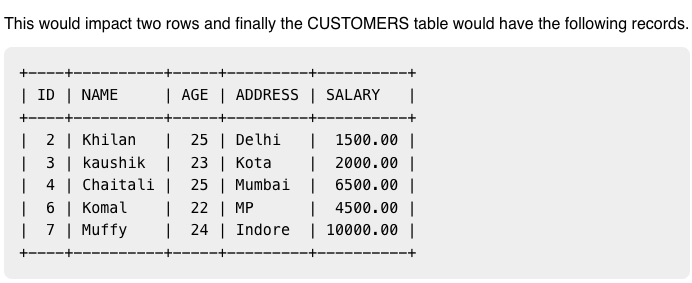 This would impact two rows and finally the CUSTOMERS table would have the following records.
+----+----------+-----+---------+----------+
| ID | NAME     | AGE | ADDRESS | SALARY   |
+----+----------+-----+---------+----------+
|  2 | Khilan   |  25 | Delhi   |  1500.00 |
|  3 | kaushik  |  23 | Kota    |  2000.00 |
|  4 | Chaitali |  25 | Mumbai  |  6500.00 |
|  6 | Komal    |  22 | MP      |  4500.00 |
|  7 | Muffy    |  24 | Indore  | 10000.00 |
+----+----------+-----+---------+----------+